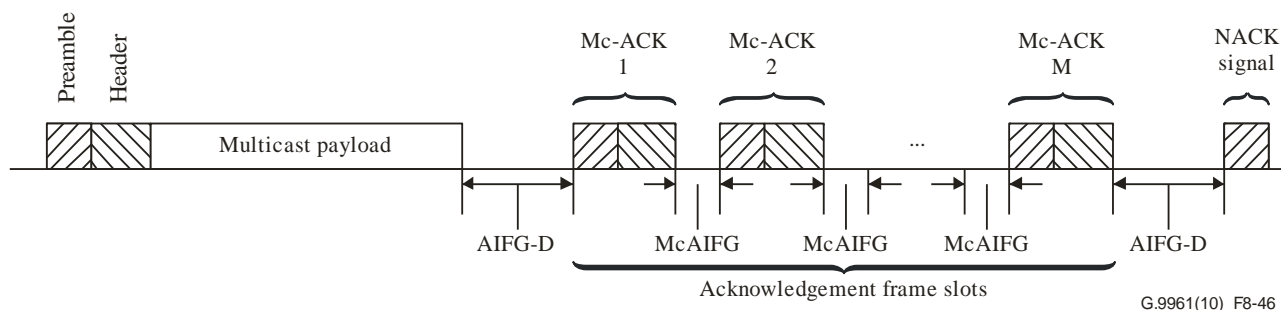 Preamble
Header
Mc-ACK
1
Mc-ACK
2
Mc-ACK
M
NACK
signal
Multicast payload
...
AIFG-D
McAIFG
McAIFG
McAIFG
AIFG-D
Acknowledgement frame slots
G.9961(10)_F8-46